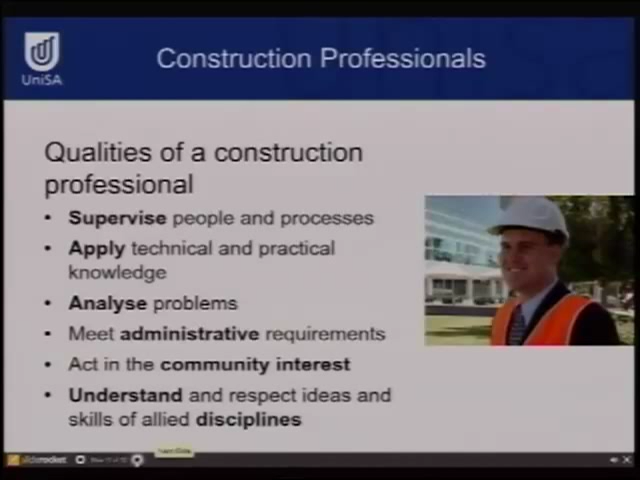 UniSA
Construction Professionals
Qualities of a construction
professional
• Supervise people and processes
• Apply technical and practical
knowledge
• Analyse problems
• Meet administrative requirements
• Act in the community interest
• Understand and respect ideas and
skills of allied disciplines